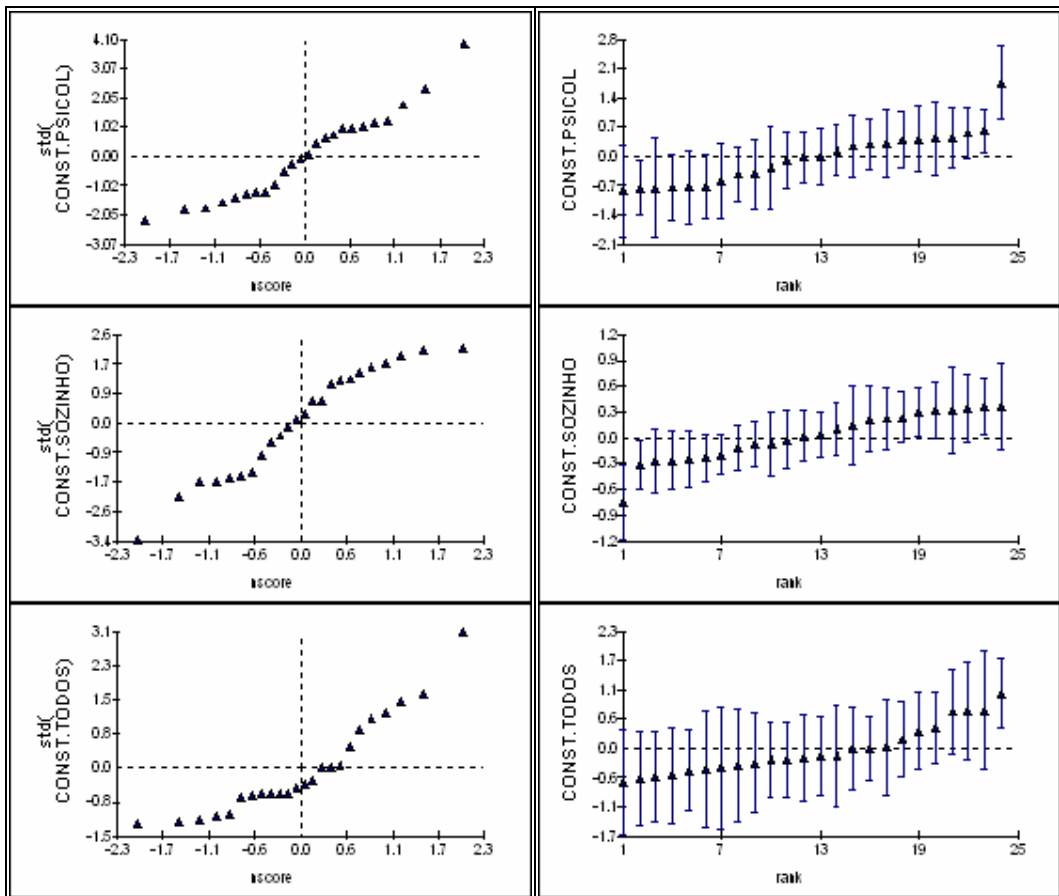 std(
CONST.PSICOL)
4.10
3.07
2.05
1.02
0.00
-1.02
-2.05
-3.07
-2.3 -1.7 -1.1 -0.6 0.0 0.6 1.1 1.7 2.3
nscore
CONST.PSICOL
2.8
2.1
1.4
0.7
0.0
-0.7
-1.4
-2.1
1 7 13 19 25
rank
std(
CONST.SOZINHO)
2.6
1.7
0.9
0.0
-0.9
-1.7
-2.6
-3.4
-2.3 -1.7 -1.1 -0.6 0.0 0.6 1.1 1.7 2.3
nscore
CONST.SOZINHO
1.2
0.9
0.6
0.3
0.0
-0.3
-0.6
-0.9
-1.2
1 7 13 19 25
rank
std(
CONST.TODOS)
3.1
2.3
1.5
0.8
0.0
-0.8
-1.5
-2.3 -1.7 -1.1 -0.6 0.0 0.6 1.1 1.7 2.3
nscore
CONST.TODOS
2.3
1.7
1.1
0.6
0.0
-0.6
-1.1
-1.7
1 7 13 19 25
rank